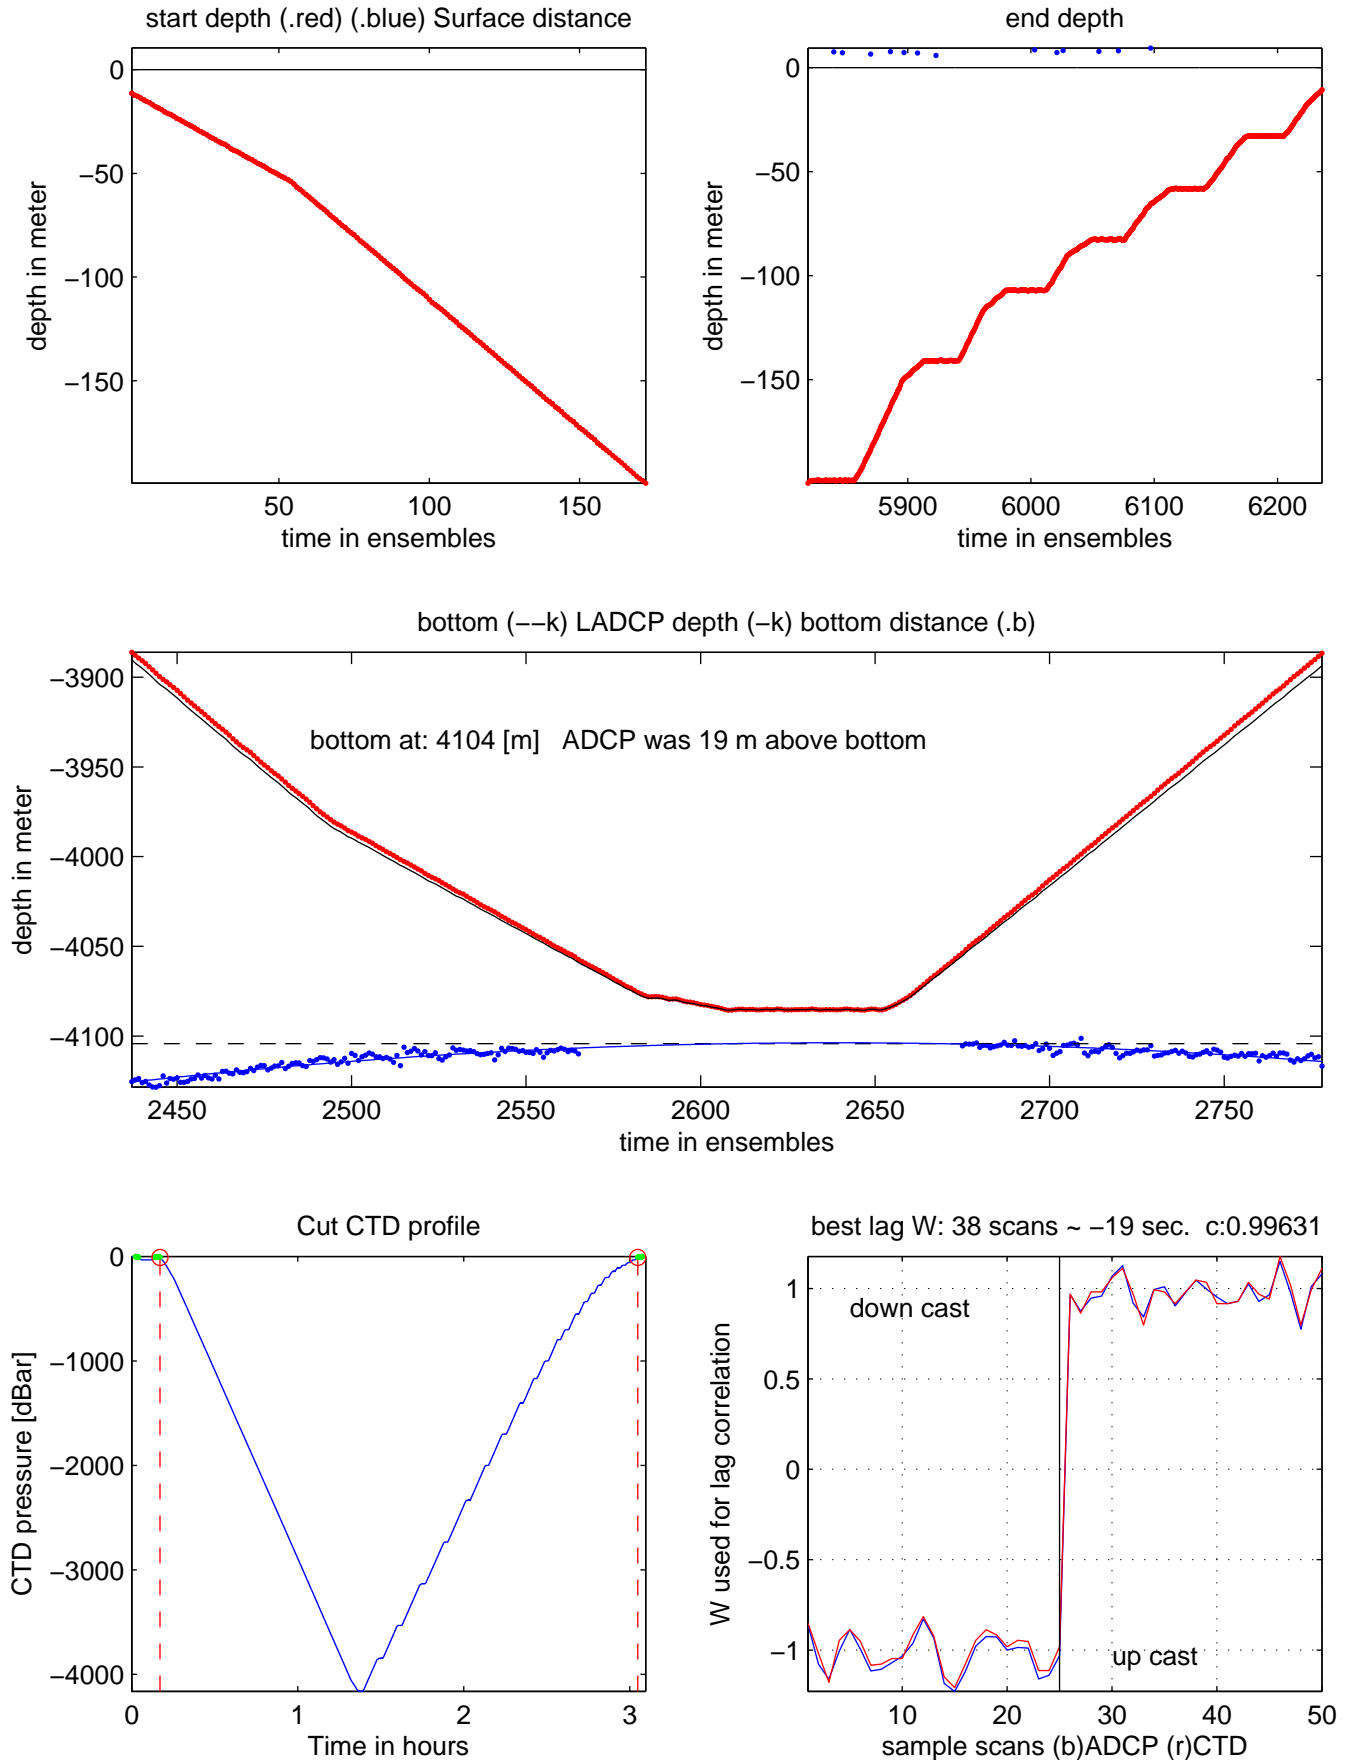 start depth (.red) (.blue) Surface distance
end depth
0
−50
−100
−150
depth in meter
50
100
150
time in ensembles
0
−50
−100
−150
depth in meter
5900
6000
6100
6200
time in ensembles
bottom (−−k) LADCP depth (−k) bottom distance (.b)
−3900
−3950
−4000
−4050
−4100
depth in meter
bottom at: 4104 [m] ADCP was 19 m above bottom
2450
2500
2550
2600
2650
2700
2750
time in ensembles
Cut CTD profile
0
−1000
−2000
−3000
−4000
CTD pressure [dBar]
0
1
2
3
Time in hours
best lag W: 38 scans ~ −19 sec. c:0.99631
1
0.5
0
−0.5
−1
W used for lag correlation
down cast
up cast
10
20
30
40
50
sample scans (b)ADCP (r)CTD